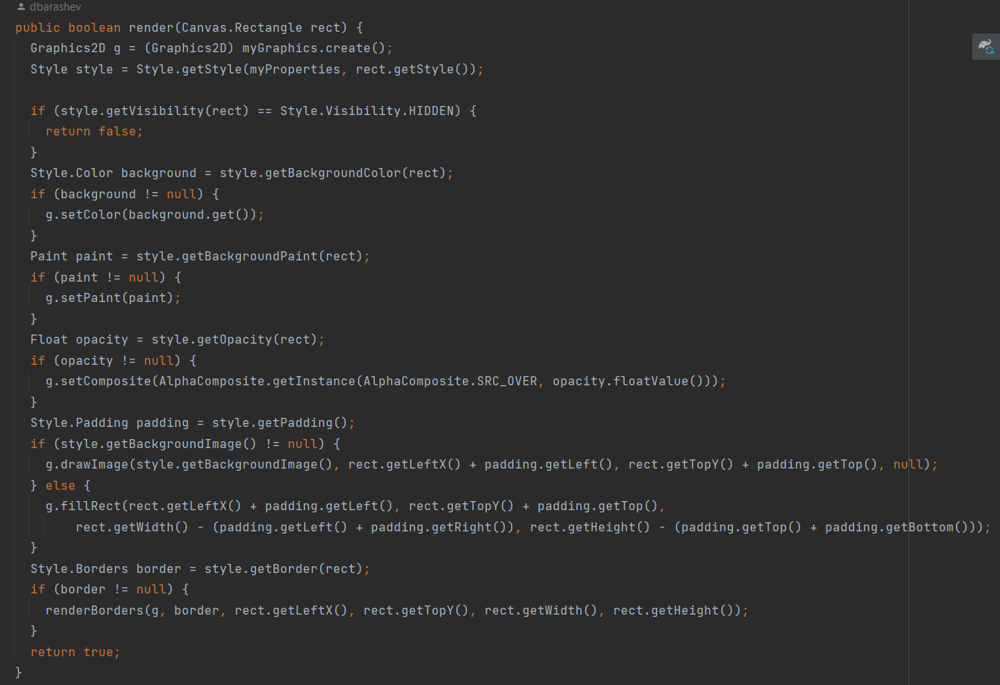 dbarashev
public boolean render(Canvas.Rectangle rect) {
  Graphics2D g = (Graphics2D) myGraphics.create();
  Style style = Style.getStyle(myProperties, rect.getStyle());

  if (style.getVisibility(rect) == Style.Visibility.HIDDEN) {
    return false;
  }
  Style.Color background = style.getBackgroundColor(rect);
  if (background != null) {
    g.setColor(background.get());
  }
  Paint paint = style.getBackgroundPaint(rect);
  if (paint != null) {
    g.setPaint(paint);
  }
  Float opacity = style.getOpacity(rect);
  if (opacity != null) {
    g.setComposite(AlphaComposite.getInstance(AlphaComposite.SRC_OVER, opacity.floatValue()));
  }
  Style.Padding padding = style.getPadding();
  if (style.getBackgroundImage() != null) {
    g.drawImage(style.getBackgroundImage(), rect.getLeftX() + padding.getLeft(), rect.getTopY() + padding.getTop(), null);
  } else {
    g.fillRect(rect.getLeftX() + padding.getLeft(), rect.getTopY() + padding.getTop(),
        rect.getWidth() - (padding.getLeft() + padding.getRight()), rect.getHeight() - (padding.getTop() + padding.getBottom()));
  }
  Style.Borders border = style.getBorder(rect);
  if (border != null) {
    renderBorders(g, border, rect.getLeftX(), rect.getTopY(), rect.getWidth(), rect.getHeight());
  }
  return true;
}